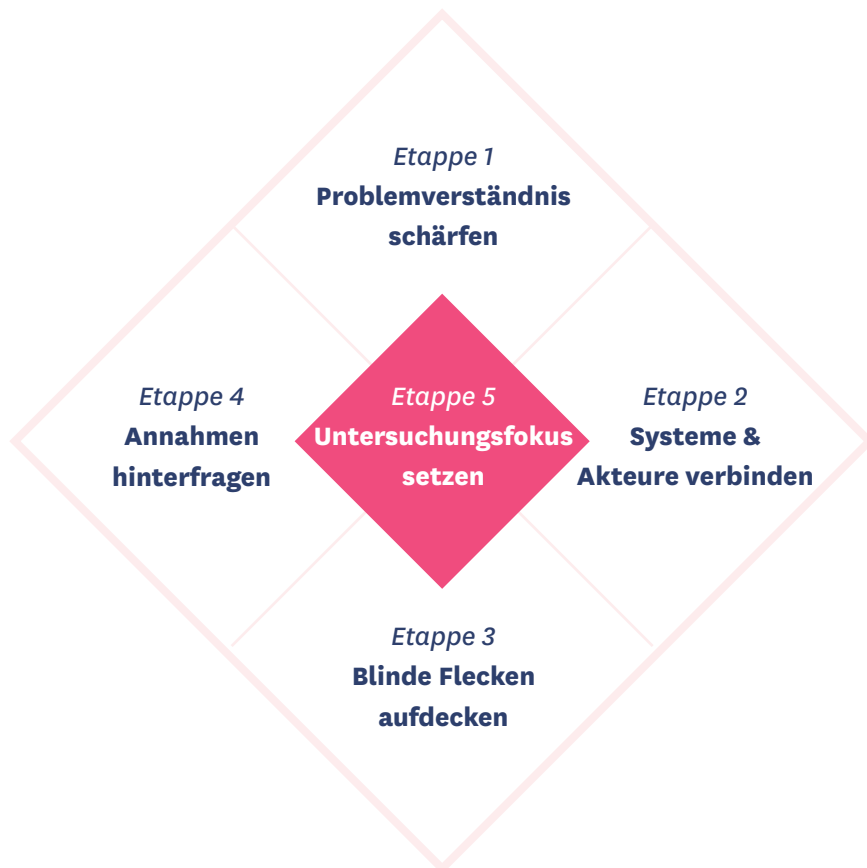 Etappe 1
Problemverständnis
schärfen
Etappe 4
Annahmen
hinterfragen
Etappe 5
Untersuchungsfokus
setzen
Etappe 2
Systeme &
Akteure verbinden
Etappe 3
Blinde Flecken
aufdecken